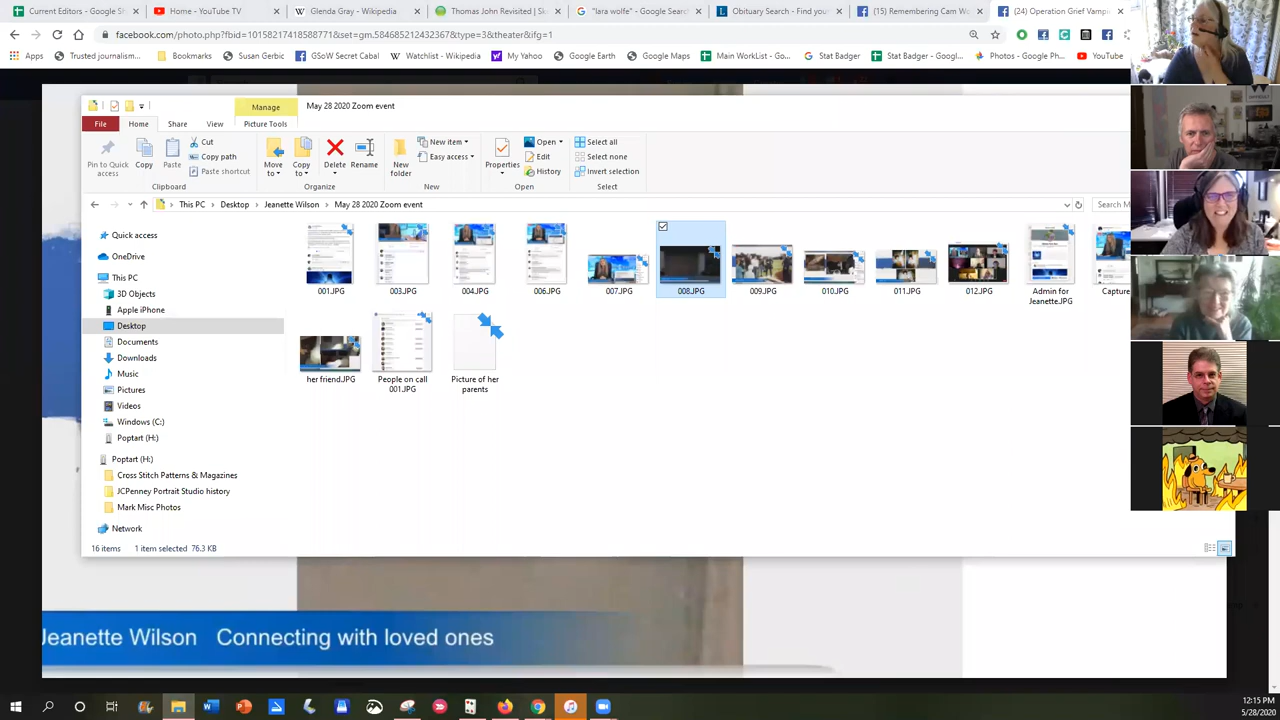 Current Editors - Google Sh
Home - YouTube TV
Glenda Gray - Wikipedia
Thomas John Revisited | Sk
"lara wolfe" - Google Searc
Obituary Search - Find you
(15) Remembering Cam Wo
(24) Operation Grief Vampi
facebook.com/photo.php?fbid=10158217418588771&set=gm.584685212432367&type=3&theater&ifg=1
Apps
Trusted journalism...
Bookmarks
Susan Gerbic
GSoW Secret Cabal
Watchlist - Wikipedia
My Yahoo
Google Earth
Google Maps
Main WorkList - Go...
Stat Badger
Stat Badger - Googl...
Photos - Google Ph...
YouTube
Manage
May 28 2020 Zoom event
File
Home
Share
View
Picture Tools
Pin to Quick access
Copy
Paste
Cut
Copy path
Paste shortcut
Clipboard
Move to
Copy to
Delete
Rename
Organize
New folder
New item
Easy access
New
Properties
Open
Edit
History
Open
Select all
Select none
Invert selection
Select
This PC
Desktop
Jeanette Wilson
May 28 2020 Zoom event
Search M
Quick access
OneDrive
This PC
3D Objects
Apple iPhone
Desktop
Documents
Downloads
Music
Pictures
Videos
Windows (C:)
Poptart (H:)
Poptart (H:)
Cross Stitch Patterns & Magazines
JCPenney Portrait Studio history
Mark Misc Photos
Network
001.JPG
003.JPG
004.JPG
006.JPG
007.JPG
008.JPG
009.JPG
010.JPG
011.JPG
012.JPG
Admin for
Jeanette.JPG
Capture
her friend.JPG
People on call
001.JPG
Picture of her
parents
16 items
1 item selected 76.3 KB
Jeanette Wilson Connecting with loved ones
12:15 PM
5/28/2020